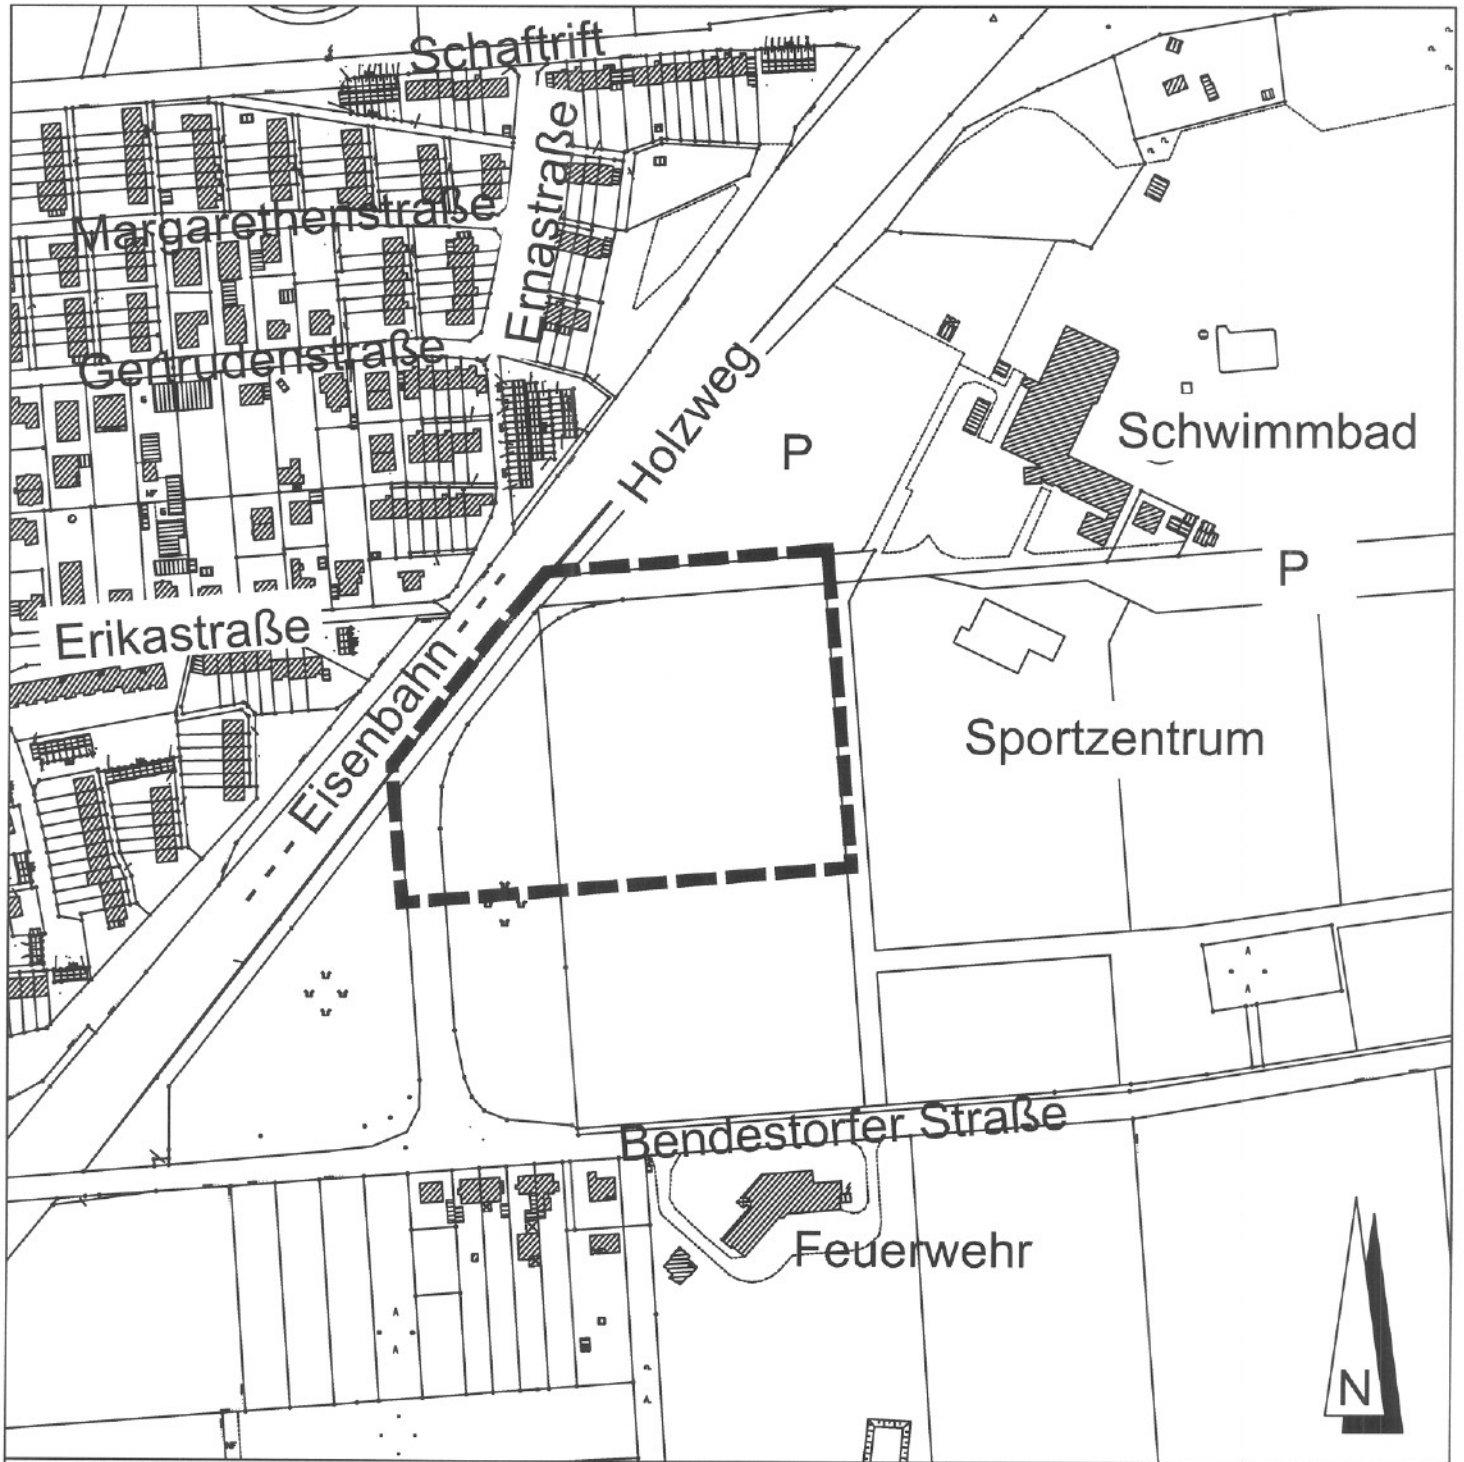 Schaftrift
Ernastraße
Margarethenstraße
Gertrudenstraße
Holzweg
P
Schwimmbad
P
Erikastraße
Eisenbahn
Sportzentrum
Bendestorfer Straße
Feuerwehr
N